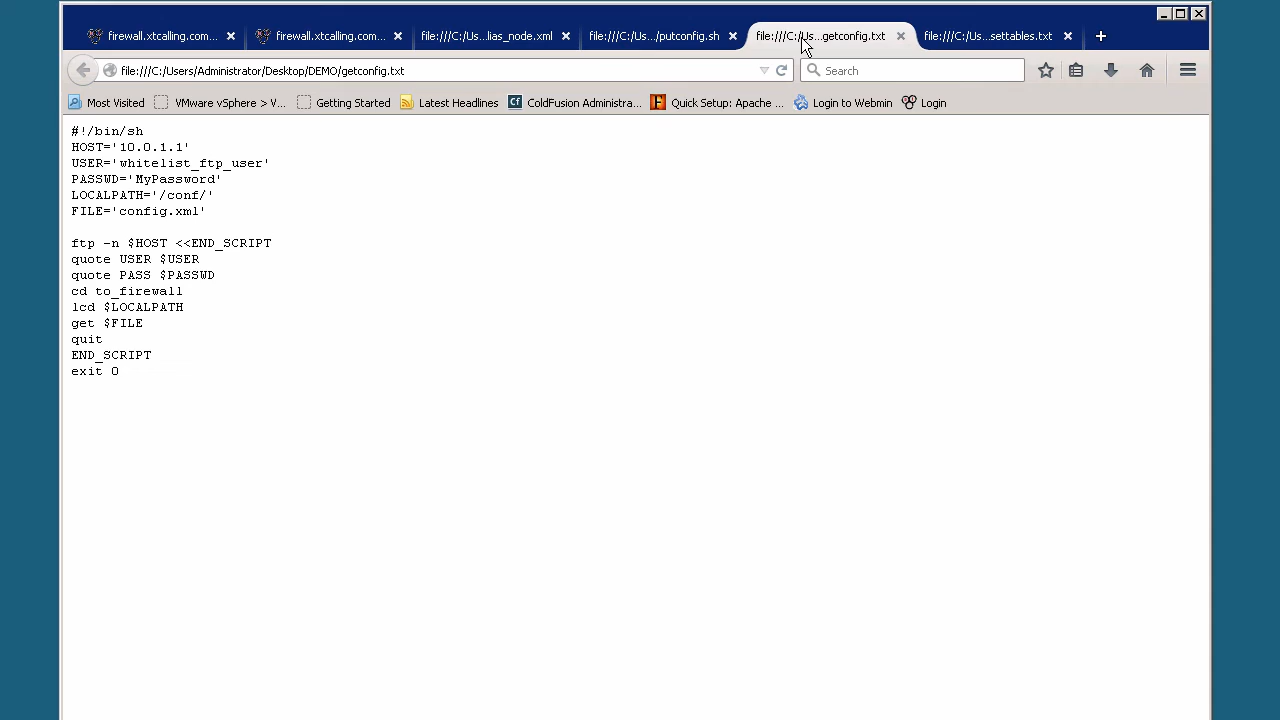 firewall.xtcalling.com...
firewall.xtcalling.com...
file:///C:/Us...lias_node.xml
file:///C:/Us.../putconfig.sh
file:///C:/Us...getconfig.txt
file:///C:/Us...settables.txt
file:///C:/Users/Administrator/Desktop/DEMO/getconfig.txt
Search
Most Visited
VMware vSphere > V...
Getting Started
Latest Headlines
Cf
ColdFusion Administra...
Quick Setup: Apache ...
Login to Webmin
Login
#!/bin/sh
HOST='10.0.1.1'
USER='whitelist_ftp_user'
PASSWD='MyPassword'
LOCALPATH='/conf/'
FILE='config.xml'
ftp -n $HOST <<END_SCRIPT
quote USER $USER
quote PASS $PASSWD
cd to_firewall
lcd $LOCALPATH
get $FILE
quit
END_SCRIPT
exit 0